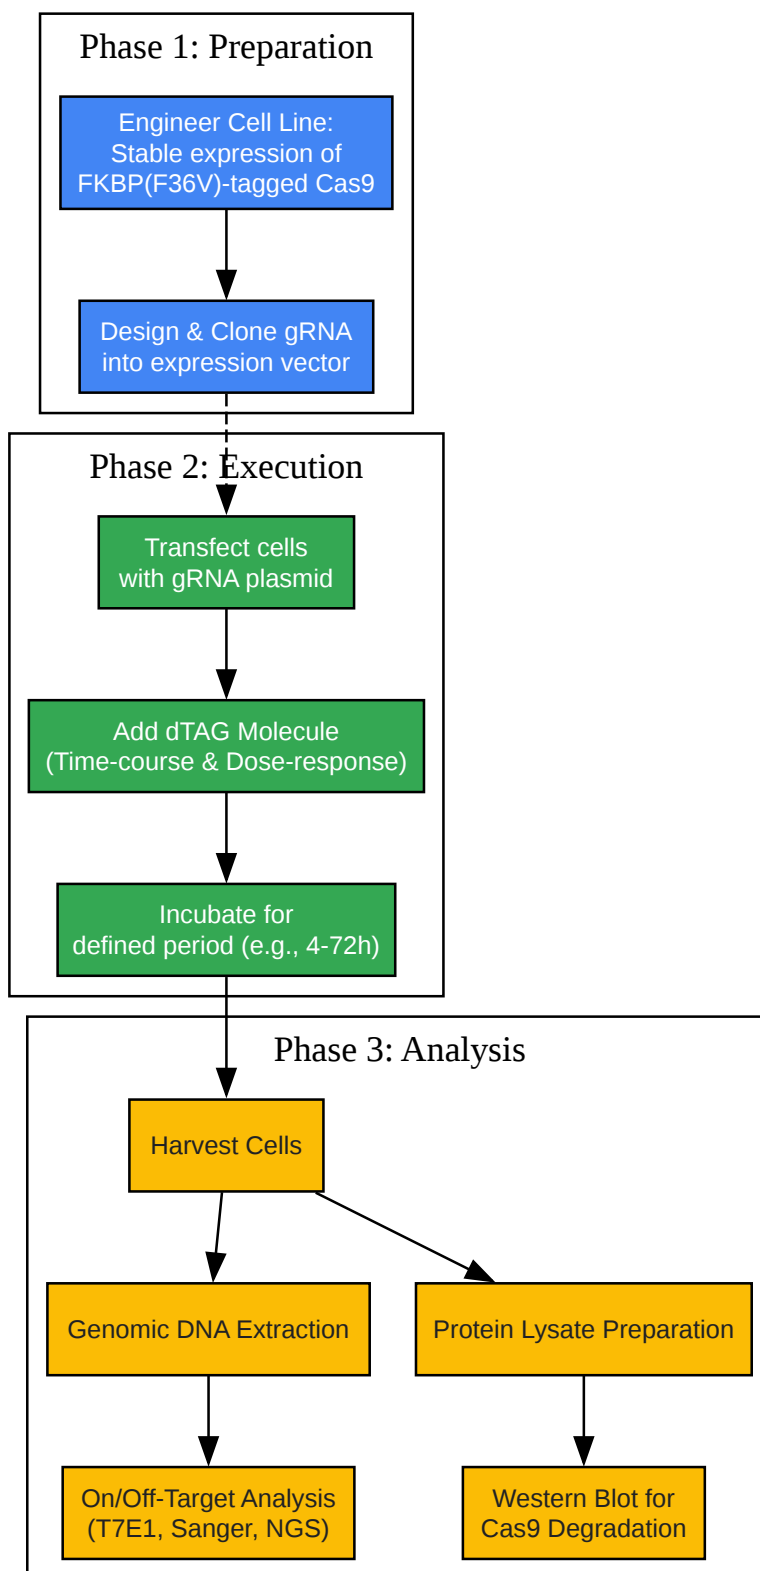 Phase 1: Preparation
Engineer Cell Line:
Stable expression of
FKBP(F36V)-tagged Cas9
Design & Clone gRNA
into expression vector
Phase 2: Execution
Transfect cells
with gRNA plasmid
Add dTAG Molecule
(Time-course & Dose-response)
Incubate for
defined period (e.g., 4-72h)
Phase 3: Analysis
Harvest Cells
Genomic DNA Extraction
Protein Lysate Preparation
On/Off-Target Analysis
(T7E1, Sanger, NGS)
Western Blot for
Cas9 Degradation